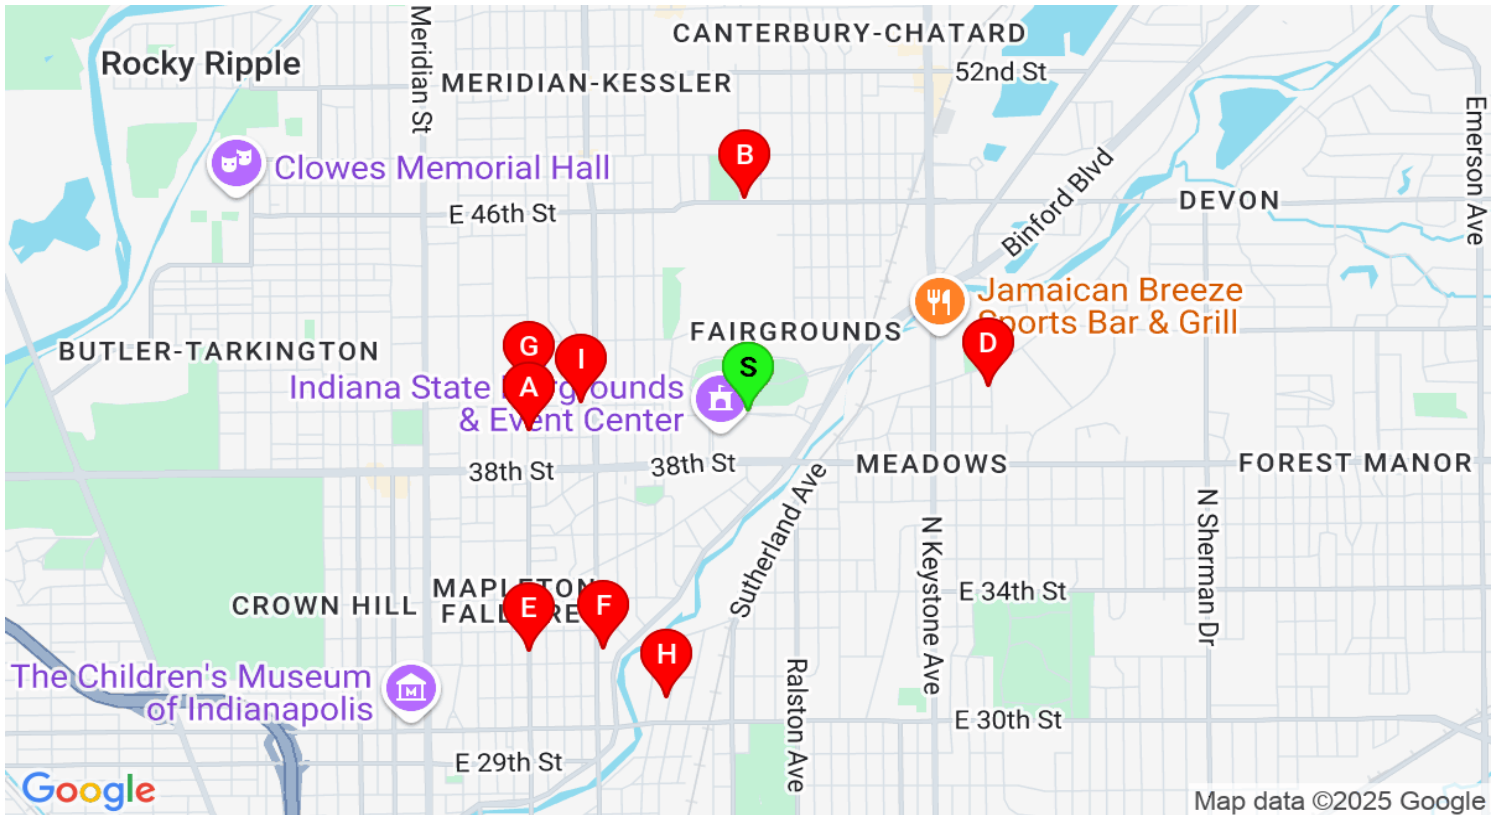 Meridian St
CANTERBURY-CHATARD
Rocky Ripple
52nd St
MERIDIAN-KESSLER
Emerson Ave
B
Clowes Memorial Hall
Binford Blvd
DEVON
E 46th St
Jamaican Breeze
Sports Bar & Grill
FAIRGROUNDS
BUTLER-TARKINGTON
G
I
D
S
A
Indiana State Fairgrounds
& Event Center
38th St
38th St
MEADOWS
FOREST MANOR
Sutherland Ave
N Keystone Ave
N Sherman Dr
MAPLETON
FALL
CROWN HILL
E
F
E 34th St
H
The Children's Museum
of Indianapolis
M
Ralston Ave
E 30th St
E 29th St
Google
Map data ©2025 Google